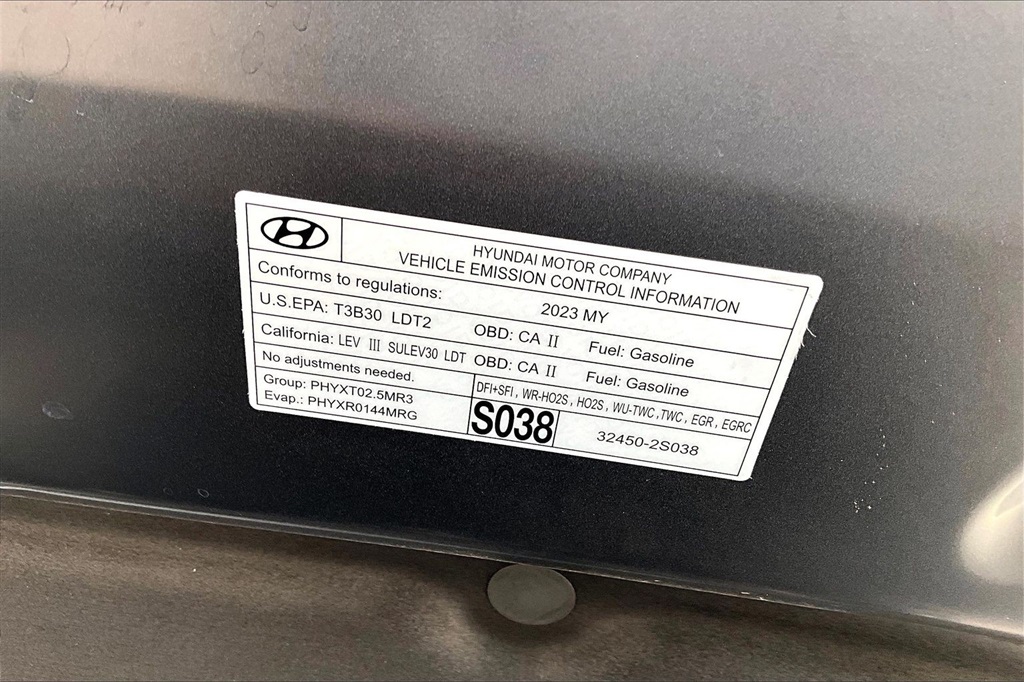 HYUNDAI MOTOR COMPANY
VEHICLE EMISSION CONTROL INFORMATION
Conforms to regulations: 2023 MY
U.S.EPA: T3B30 LDT2 OBD: CA II Fuel: Gasoline
California: LEV III SULEV30 LDT OBD: CA II Fuel: Gasoline
No adjustments needed. DFI+SFI, WR-HO2S, HO2S, WU-TWC,TWC, EGR, EGRC
Group: PHYXT02.5MR3
Evap.: PHYXR0144MRG
S038 32450-2S038